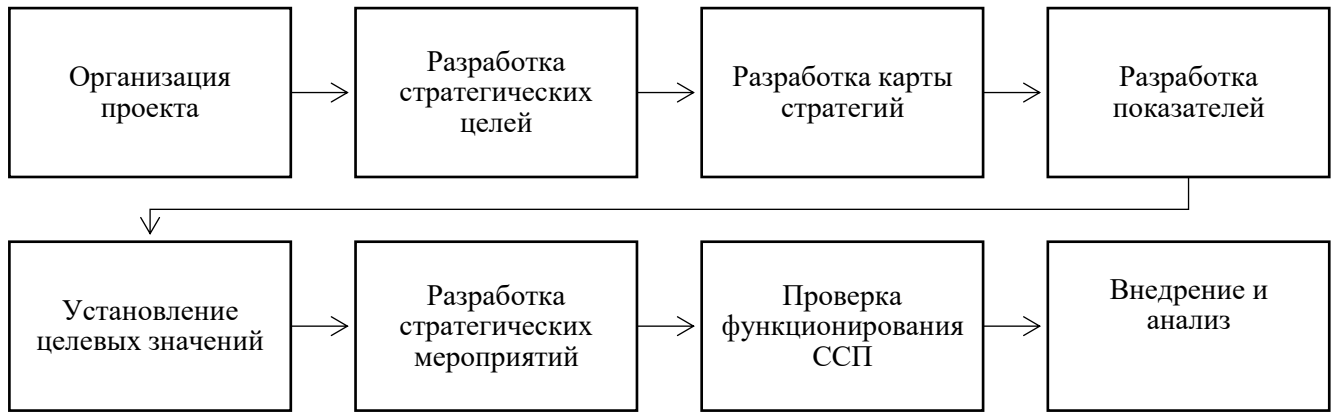 Организация
проекта
Разработка
стратегических
целей
Разработка карты
стратегий
Разработка
показателей
Установление
целевых значений
Разработка
стратегических
мероприятий
Проверка
функционирования
ССП
Внедрение и
анализ